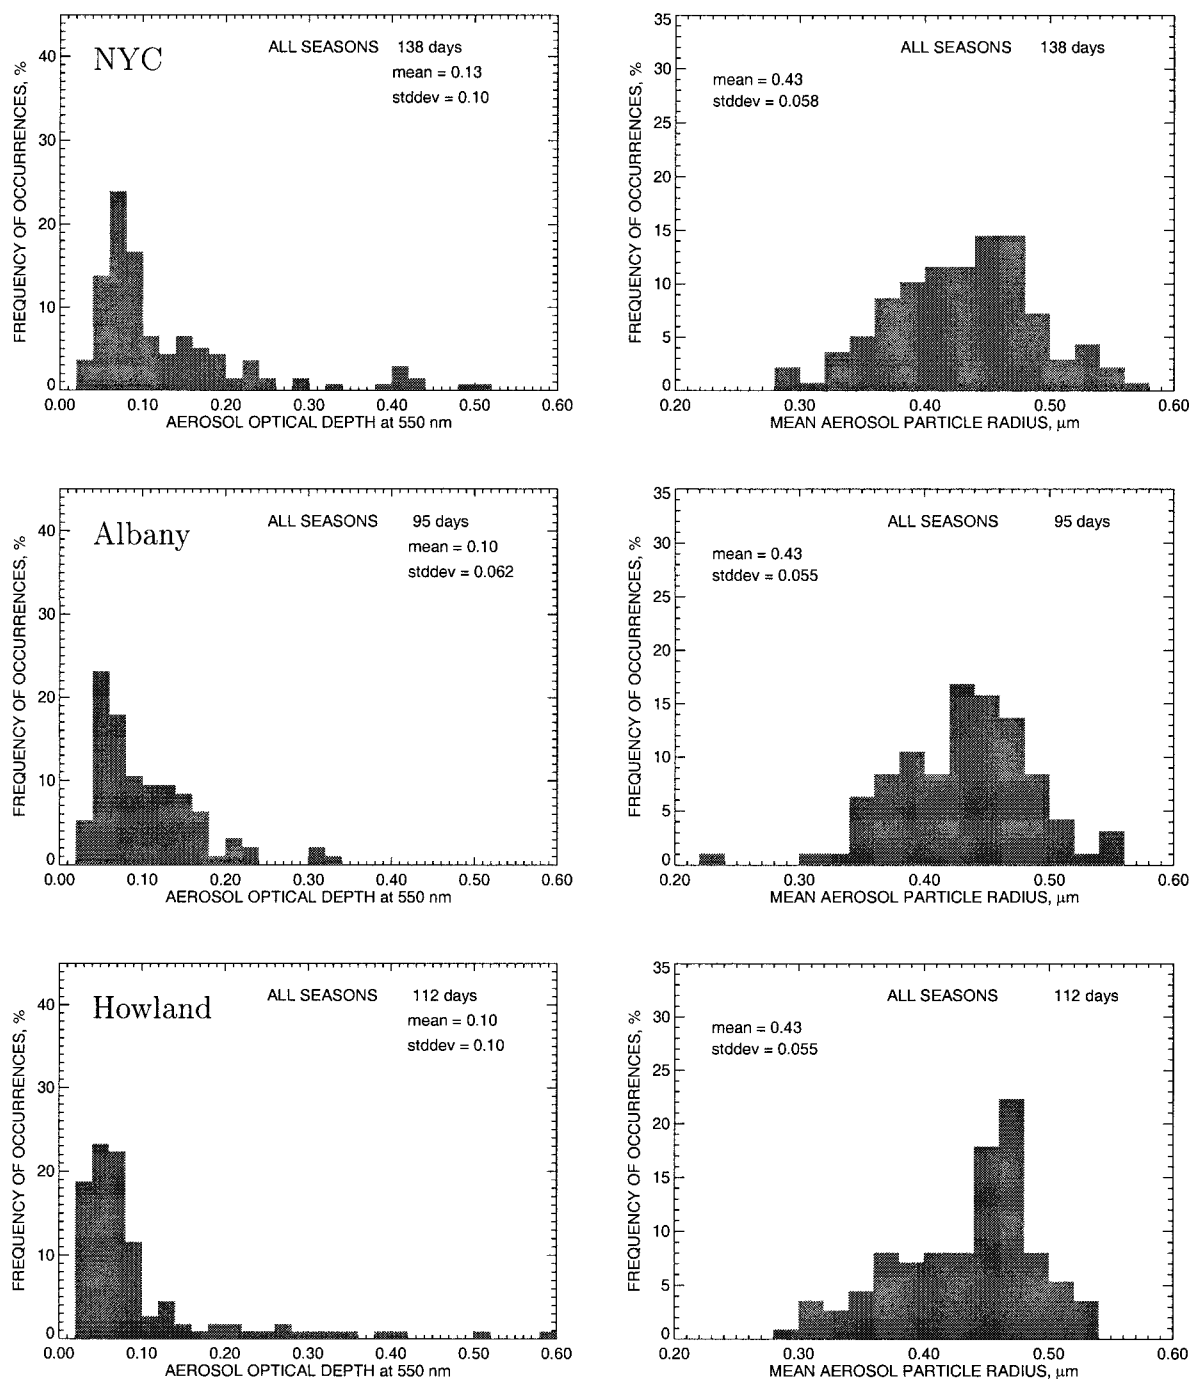 NYC
ALL SEASONS 138 days
mean = 0.13
stddev = 0.10
FREQUENCY OF OCCURRENCES, %
40
30
20
10
0
0.00 0.10 0.20 0.30 0.40 0.50 0.60
AEROSOL OPTICAL DEPTH at 550 nm
ALL SEASONS 138 days
mean = 0.43
stddev = 0.058
FREQUENCY OF OCCURRENCES, %
35
30
25
20
15
10
5
0
0.20 0.30 0.40 0.50 0.60
MEAN AEROSOL PARTICLE RADIUS, μm
Albany
ALL SEASONS 95 days
mean = 0.10
stddev = 0.062
FREQUENCY OF OCCURRENCES, %
40
30
20
10
0
0.00 0.10 0.20 0.30 0.40 0.50 0.60
AEROSOL OPTICAL DEPTH at 550 nm
ALL SEASONS 95 days
mean = 0.43
stddev = 0.055
FREQUENCY OF OCCURRENCES, %
35
30
25
20
15
10
5
0
0.20 0.30 0.40 0.50 0.60
MEAN AEROSOL PARTICLE RADIUS, μm
Howland
ALL SEASONS 112 days
mean = 0.10
stddev = 0.10
FREQUENCY OF OCCURRENCES, %
40
30
20
10
0
0.00 0.10 0.20 0.30 0.40 0.50 0.60
AEROSOL OPTICAL DEPTH at 550 nm
ALL SEASONS 112 days
mean = 0.43
stddev = 0.055
FREQUENCY OF OCCURRENCES, %
35
30
25
20
15
10
5
0
0.20 0.30 0.40 0.50 0.60
MEAN AEROSOL PARTICLE RADIUS, μm